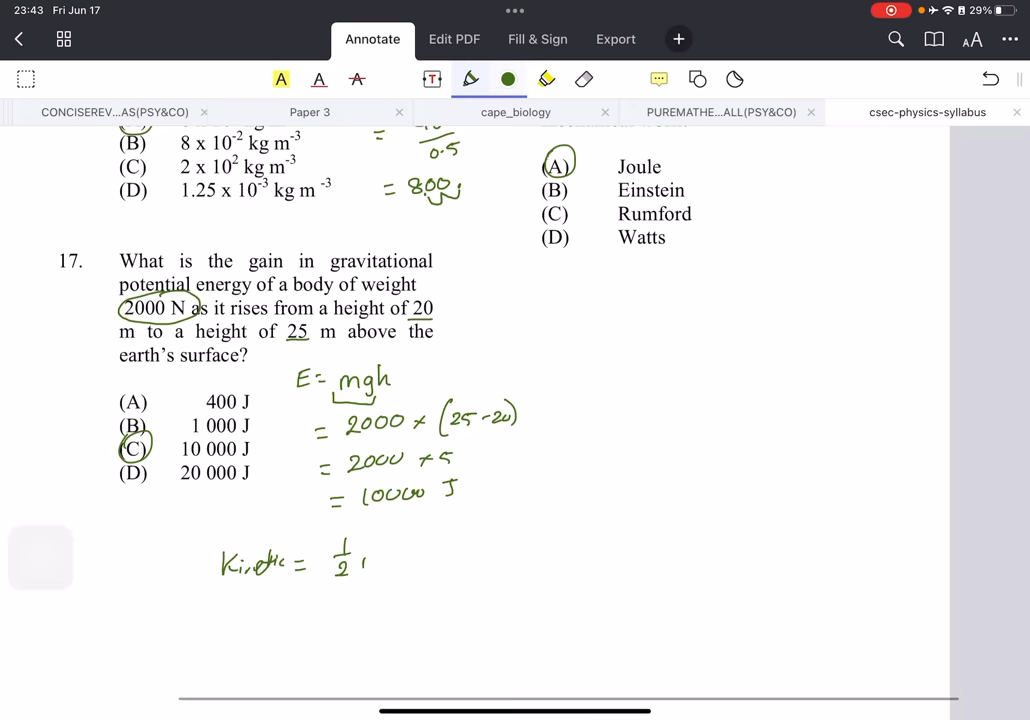 23:43 Fri Jun 17
29%
Annotate Edit PDF Fill & Sign Export +
CONCISEREV...AS(PSY&CO) × Paper 3 × cape_biology × PUREMATHE...ALL(PSY&CO) × csec-physics-syllabus ×
(B) 8 x 10⁻² kg m⁻³
(C) 2 x 10² kg m⁻³
(D) 1.25 x 10⁻³ kg m ⁻³
=
0.5
= 800
(A) Joule
(B) Einstein
(C) Rumford
(D) Watts
17. What is the gain in gravitational
potential energy of a body of weight
2000 N as it rises from a height of 20
m to a height of 25 m above the
earth's surface?
(A) 400 J
(B) 1 000 J
(C) 10 000 J
(D) 20 000 J
E = mgh
= 2000 × (25-20)
= 2000 × 5
= 10000 J
Kinetic = 1/2